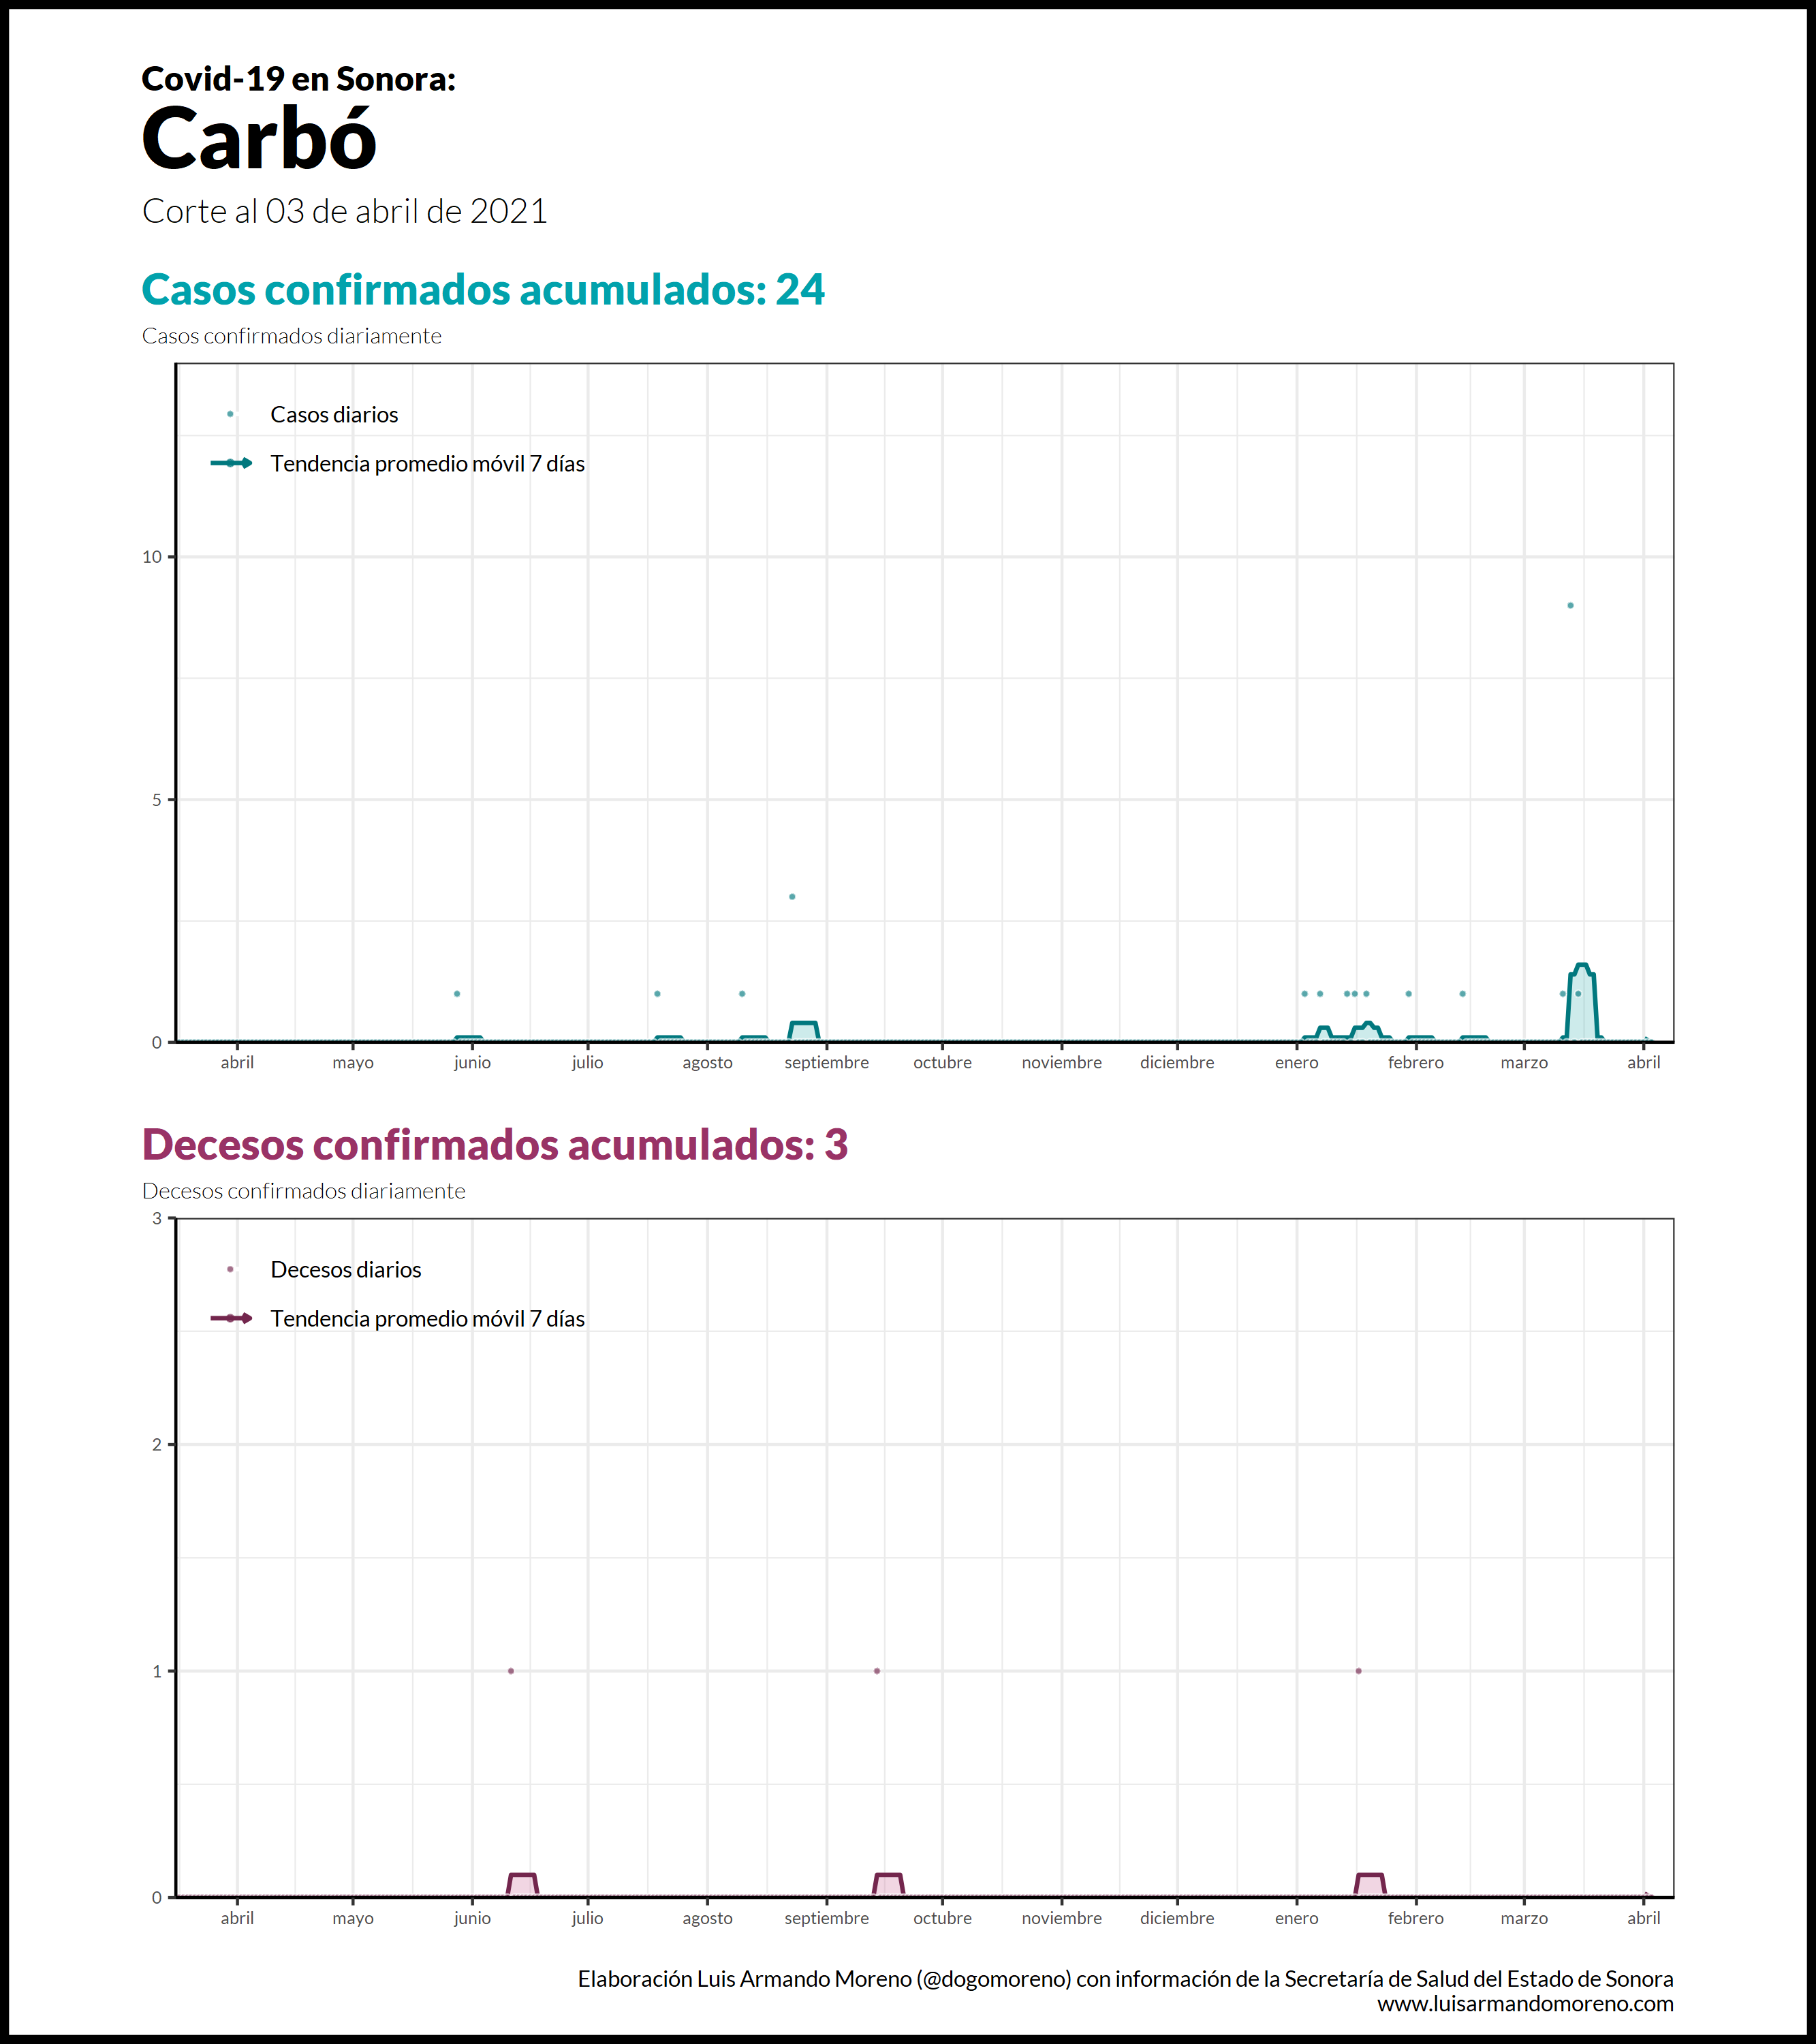 Covid-19 en Sonora:
Carbó
Corte al 03 de abril de 2021
Casos confirmados acumulados: 24
Casos confirmados diariamente
Casos diarios
Tendencia promedio móvil 7 días
10
5
0
abril mayo junio julio agosto septiembre octubre noviembre diciembre enero febrero marzo abril
Decesos confirmados acumulados: 3
Decesos confirmados diariamente
3
Decesos diarios
Tendencia promedio móvil 7 días
2
1
0
abril mayo junio julio agosto septiembre octubre noviembre diciembre enero febrero marzo abril
Elaboración Luis Armando Moreno (@dogomoreno) con información de la Secretaría de Salud del Estado de Sonora
www.luisarmandomoreno.com